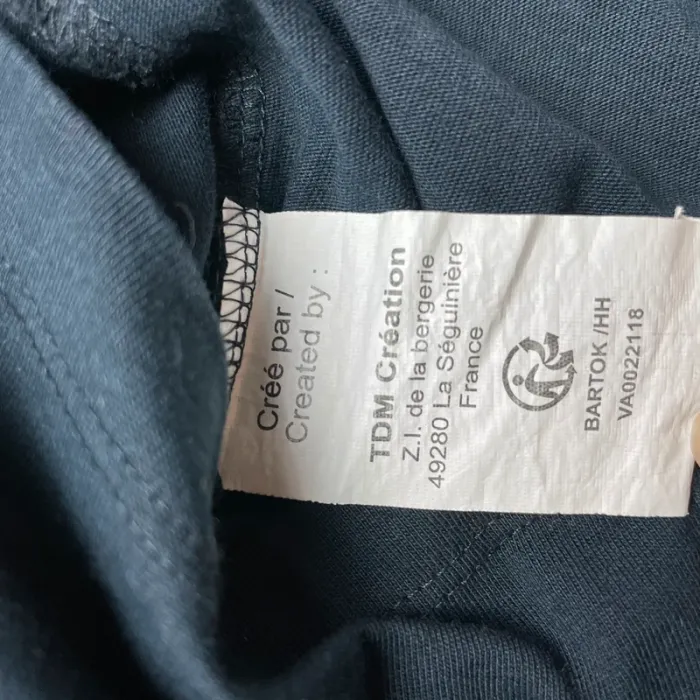 Créé par /
Created by :
TDM Création
Z.I. de la bergerie
49280 La Séguinière
France
BARTOK /HH
VA0022118